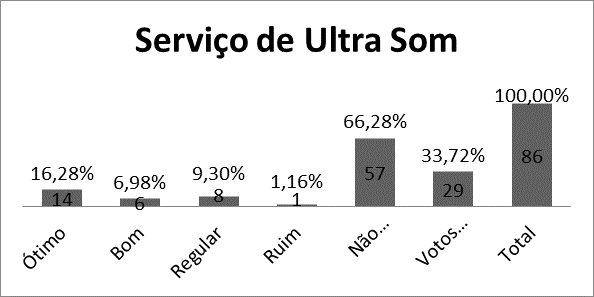 Serviço de Ultra Som
100,00%
66,28%
16,28% 6,98% 9,30% 1,16% 33,72%
14 6 8 1 57 29 86
Ótimo Bom Regular Ruim Não... Votos... Total